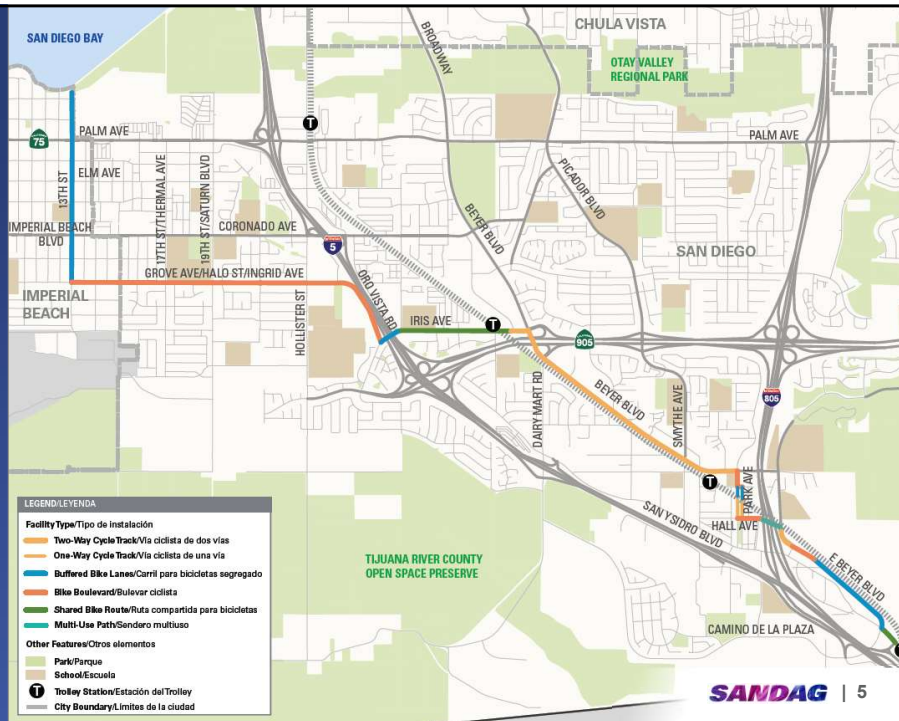 SAN DIEGO BAY
CHULA VISTA
BROADWAY
OTAY VALLEY
REGIONAL PARK
T
CALIFORNIA
75
PALM AVE
PALM AVE
13TH ST
ELM AVE
17TH ST/THERMAL AVE
19TH ST/SATURN BLVD
PICADOR BLVD
BEYER BLVD
IMPERIAL BEACH
BLVD
CORONADO AVE
5
SAN DIEGO
GROVE AVE/HALO ST/INGRID AVE
ORO VISTA RD
IMPERIAL
BEACH
HOLLISTER ST
IRIS AVE
T
905
DAIRY MART RD
BEYER BLVD
SMYTHE AVE
805
T
PARK AVE
HALL AVE
SAN YSIDRO BLVD
E BEYER BLVD
TIJUANA RIVER COUNTY
OPEN SPACE PRESERVE
CAMINO DE LA PLAZA
T
LEGEND/LEYENDA
Facility Type/Tipo de instalación
Two-Way Cycle Track/Vía ciclista de dos vías
One-Way Cycle Track/Vía ciclista de una vía
Buffered Bike Lanes/Carril para bicicletas segregado
Bike Boulevard/Bulevar ciclista
Shared Bike Route/Ruta compartida para bicicletas
Multi-Use Path/Sendero multiuso
Other Features/Otros elementos
Park/Parque
School/Escuela
T Trolley Station/Estación del Trolley
City Boundary/Límites de la ciudad
SANDAG | 5